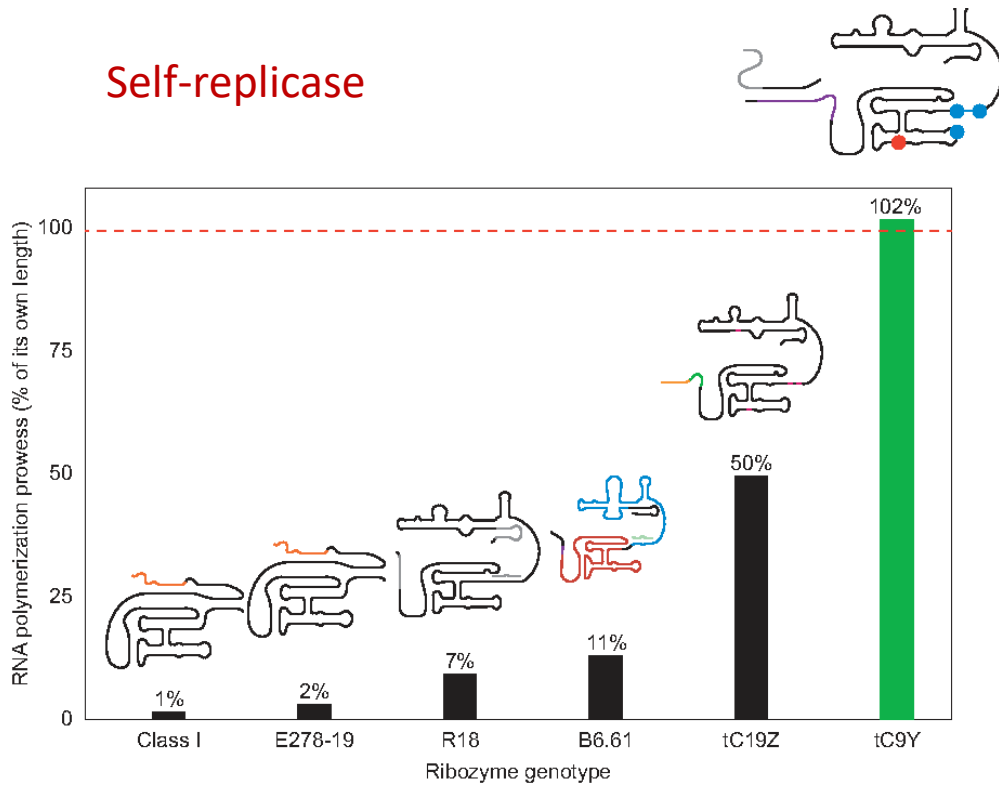 Self-replicase
RNA polymerization prowess (% of its own length)
100
75
50
25
0
1%
2%
7%
11%
50%
102%
Class I
E278-19
R18
B6.61
tC19Z
tC9Y
Ribozyme genotype